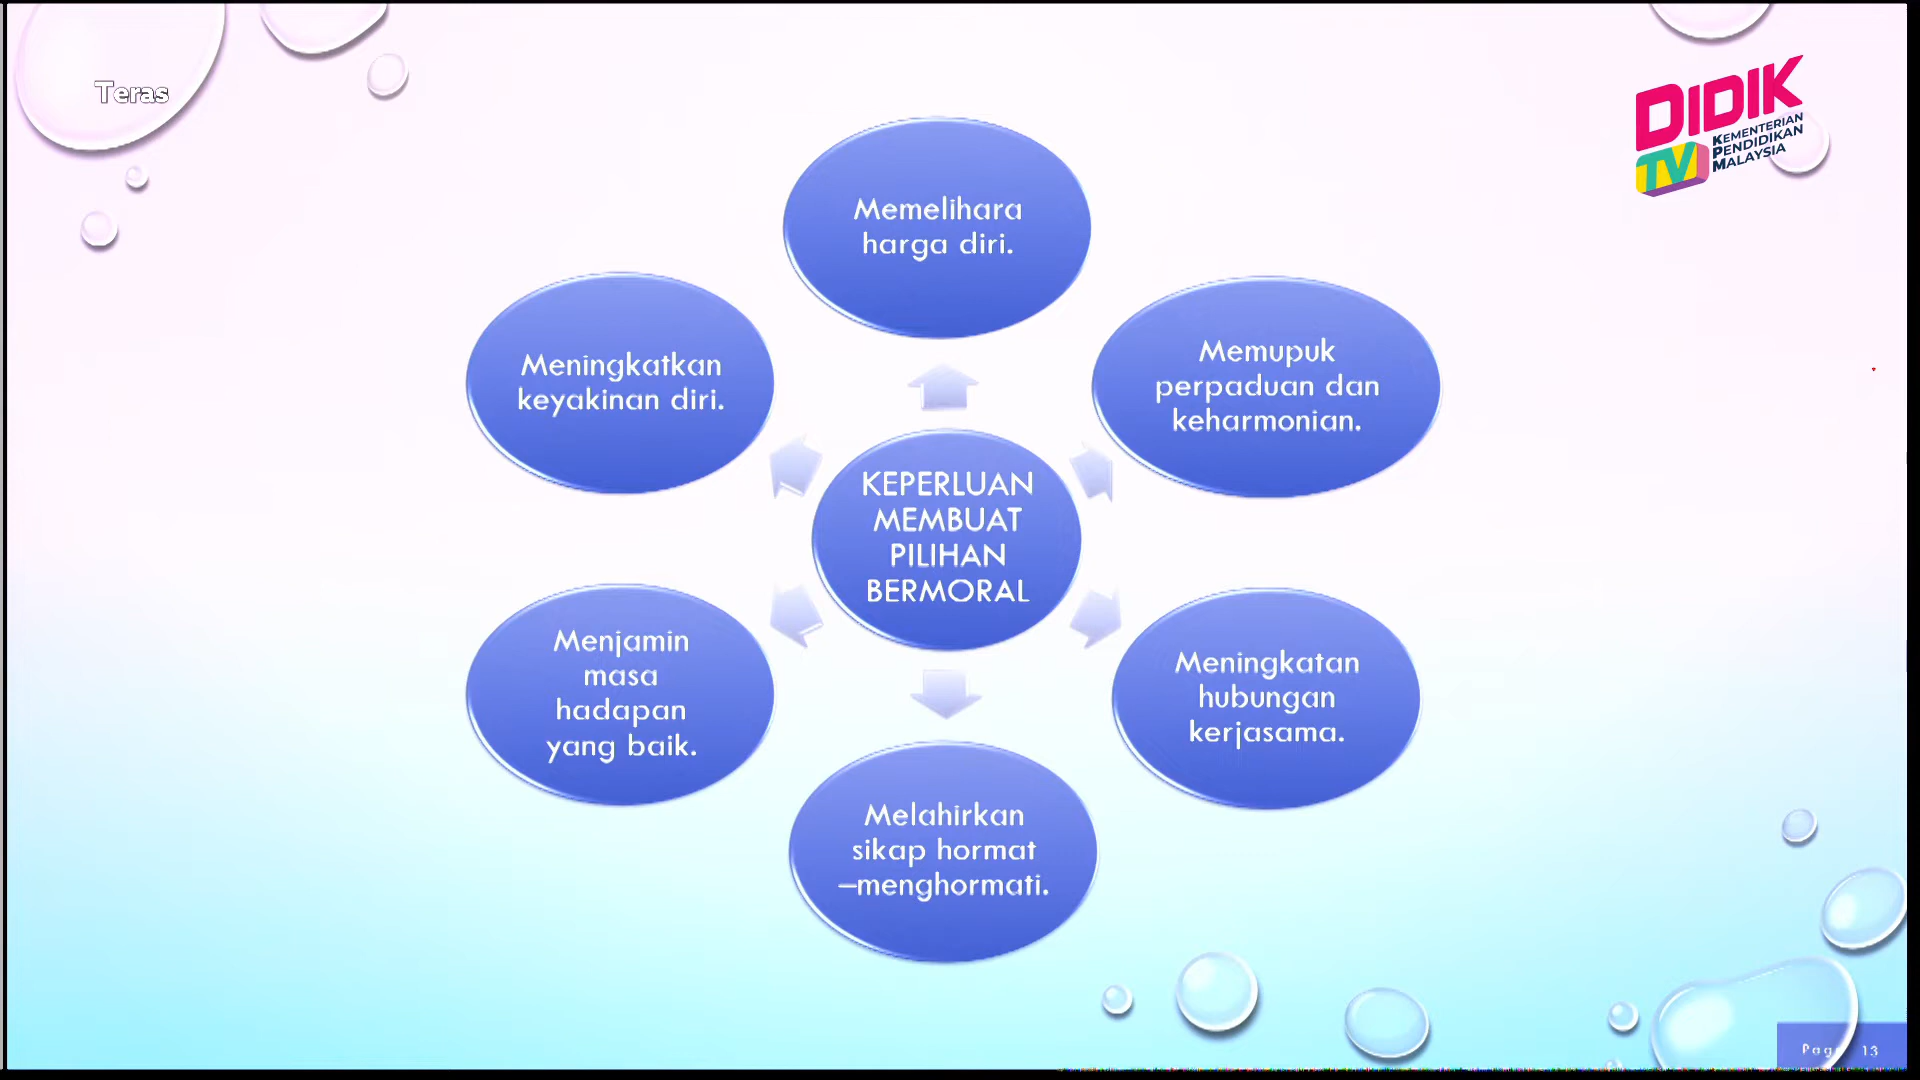 Teras
DIDIK
TV
KEMENTERIAN
PENDIDIKAN
MALAYSIA
Memelihara
harga diri.
Meningkatkan
keyakinan diri.
Memupuk
perpaduan dan
keharmonian.
KEPERLUAN
MEMBUAT
PILIHAN
BERMORAL
Menjamin
masa
hadapan
yang baik.
Meningkatan
hubungan
kerjasama.
Melahirkan
sikap hormat
–menghormati.
Page 13